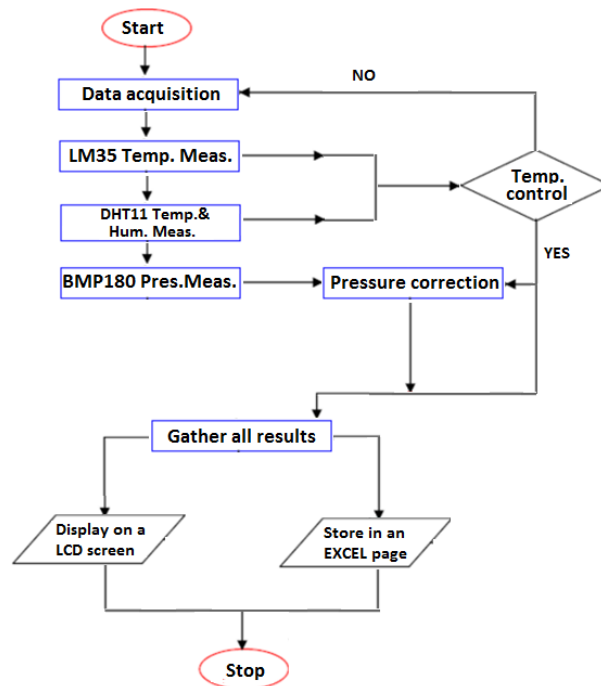 Start
NO
Data acquisition
LM35 Temp. Meas.
Temp.
control
DHT11 Temp.&
Hum. Meas.
YES
BMP180 Pres.Meas.
Pressure correction
Gather all results
Display on a
LCD screen
Store in an
EXCEL page
Stop